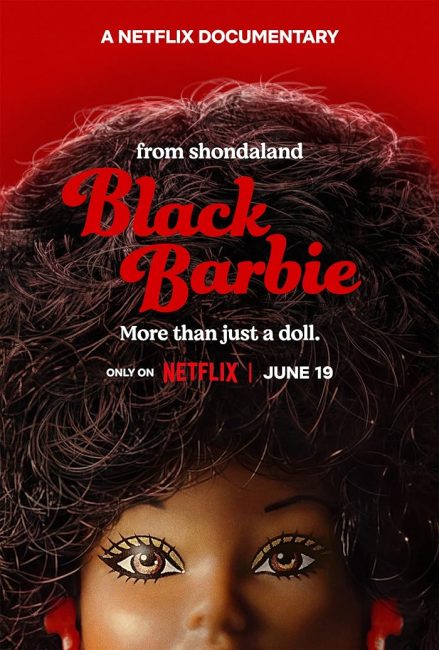 A NETFLIX DOCUMENTARY
from shondaland
Black
Barbie
More than just a doll.
ONLY ON NETFLIX | JUNE 19